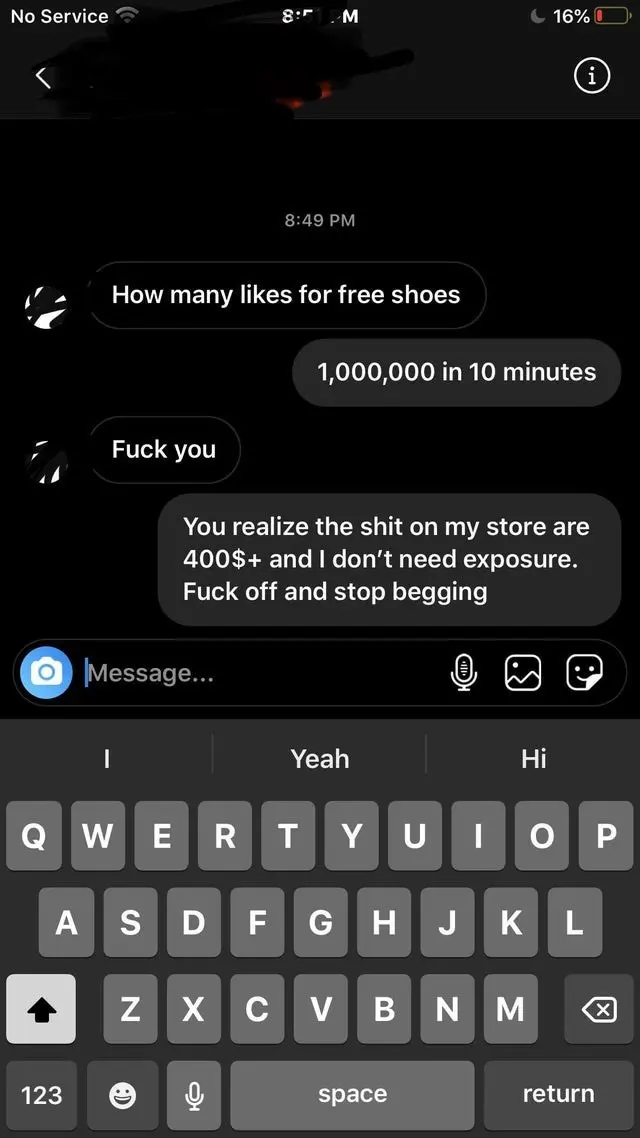 No Service
16%
8:49 PM
How many likes for free shoes
1,000,000 in 10 minutes
Fuck you
You realize the shit on my store are
400$+ and I don’t need exposure.
Fuck off and stop begging
Message...
I Yeah Hi
Q W E R T Y U I O P
A S D F G H J K L
Z X C V B N M
123 space return